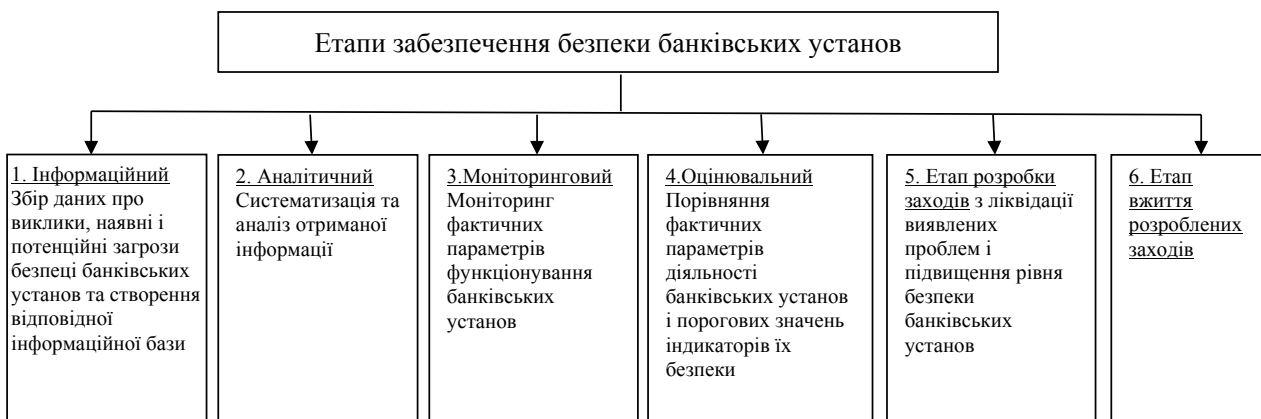 Етапи забезпечення безпеки банківських установ
1. Інформаційний
Збір даних про
виклики, наявні і
потенційні загрози
безпеці банківських
установ та створення
відповідної
інформаційної бази
2. Аналітичний
Систематизація та
аналіз отриманої
інформації
3.Моніторинговий
Моніторинг
фактичних
параметрів
функціонування
банківських
установ
4.Оцінювальний
Порівняння
фактичних
параметрів
діяльності
банківських установ
і порогових значень
індикаторів їх
безпеки
5. Етап розробки
заходів з ліквідації
виявлених
проблем і
підвищення рівня
безпеки
банківських
установ
6. Етап
вжиття
розроблених
заходів